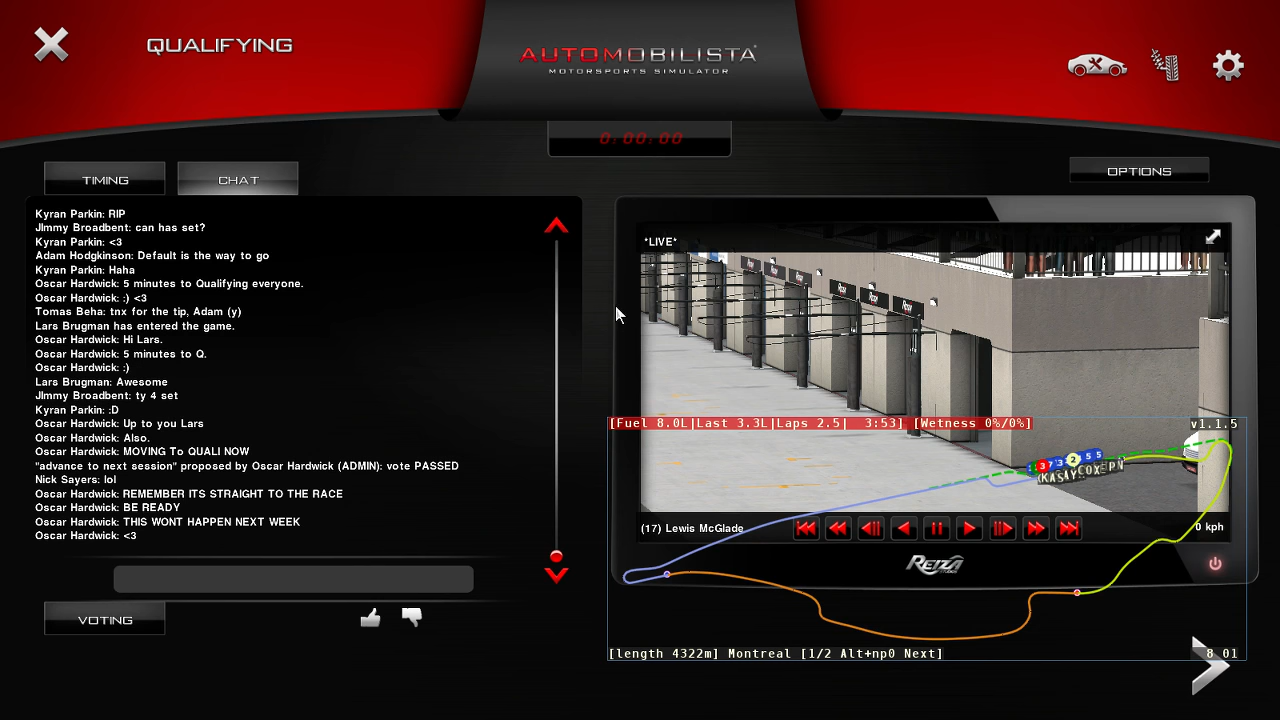 QUALIFYING
AUTOMOBILISTA
MOTORSPORTS SIMULATOR
0:00:00
TIMING
CHAT
OPTIONS
Kyran Parkin: RIP
JImmy Broadbent: can has set?
Kyran Parkin: <3
Adam Hodgkinson: Default is the way to go
Kyran Parkin: Haha
Oscar Hardwick: 5 minutes to Qualifying everyone.
Oscar Hardwick: :) <3
Tomas Beha: tnx for the tip, Adam (y)
Lars Brugman has entered the game.
Oscar Hardwick: Hi Lars.
Oscar Hardwick: 5 minutes to Q.
Oscar Hardwick: :)
Lars Brugman: Awesome
JImmy Broadbent: ty 4 set
Kyran Parkin: :D
Oscar Hardwick: Up to you Lars
Oscar Hardwick: Also.
Oscar Hardwick: MOVING To QUALI NOW
"advance to next session" proposed by Oscar Hardwick (ADMIN): vote PASSED
Nick Sayers: lol
Oscar Hardwick: REMEMBER ITS STRAIGHT TO THE RACE
Oscar Hardwick: BE READY
Oscar Hardwick: THIS WONT HAPPEN NEXT WEEK
Oscar Hardwick: <3
VOTING
*LIVE*
[Fuel 8.0L|Last 3.3L|Laps 2.5| 3:53] [Wetness 0%/0%]
v1.1.5
(17) Lewis McGlade
0 kph
REIZA
[length 4322m] Montreal [1/2 Alt+np0 Next]
8 01